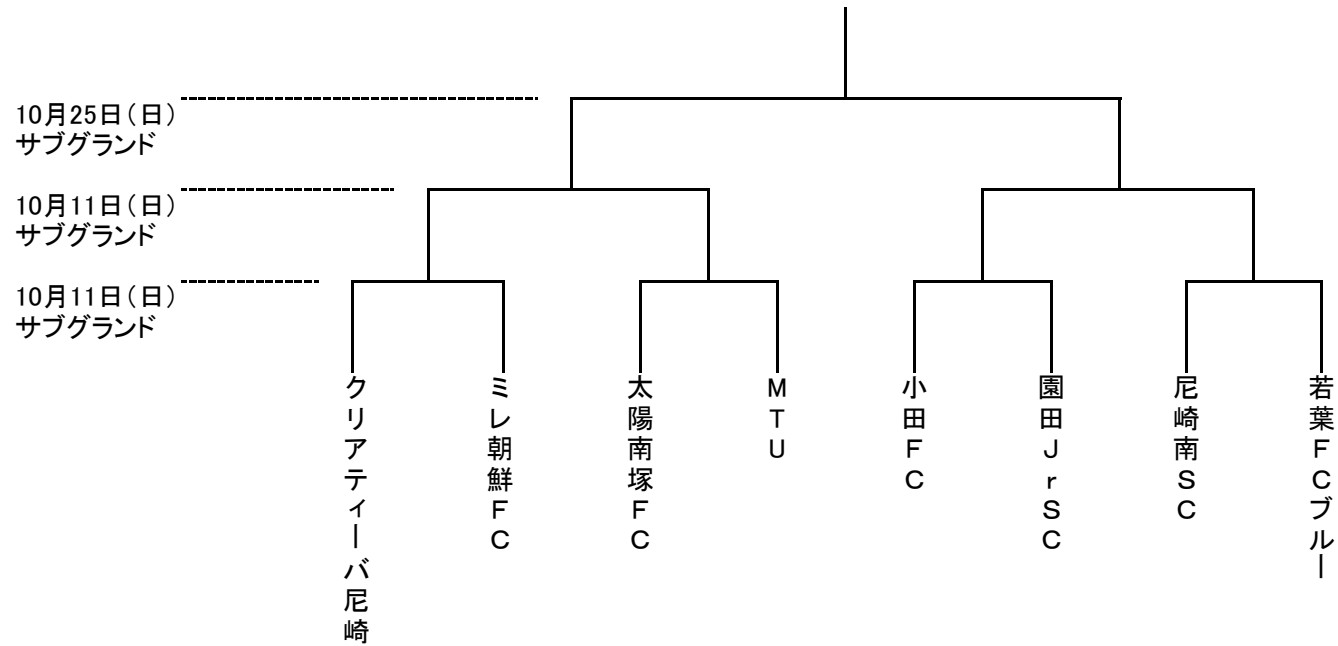 10月25日（日）
サブグランド
10月11日（日）
サブグランド
10月11日（日）
サブグランド
クリアティーバ尼崎
ミレ朝鮮FC
太陽南塚FC
MTU
小田FC
園田JrSC
尼崎南SC
若葉FCブルー